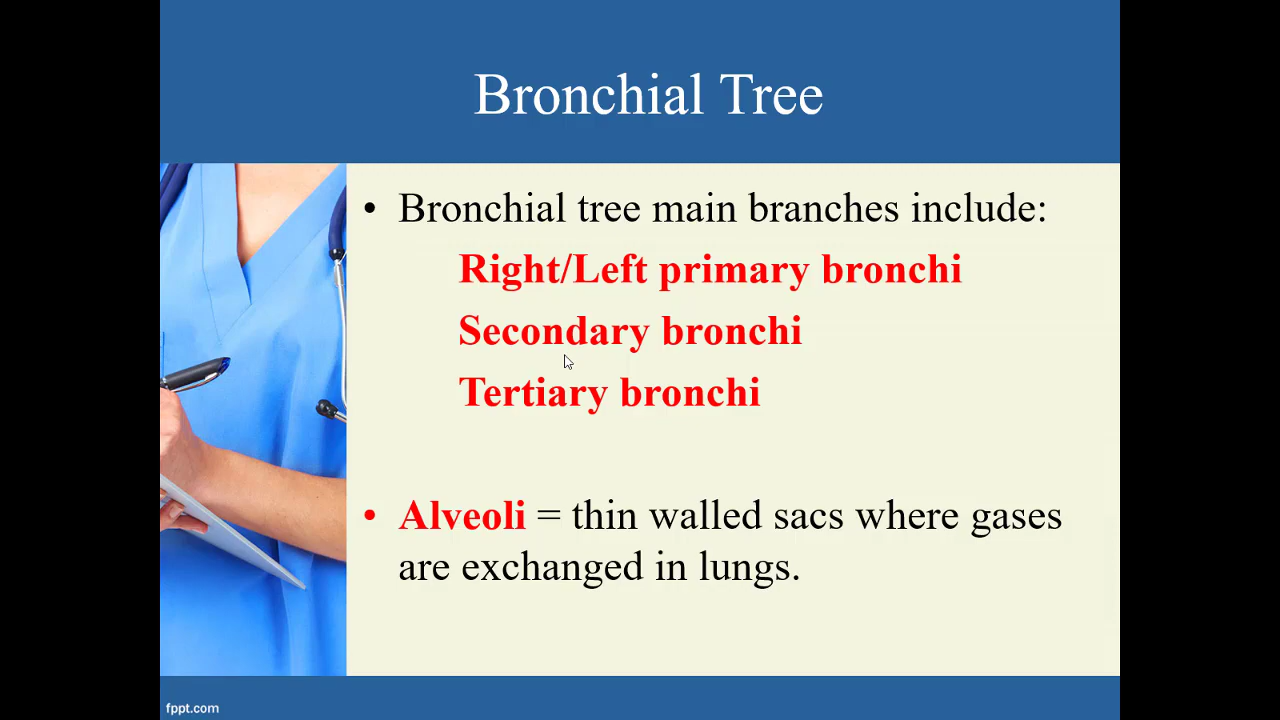 Bronchial Tree
• Bronchial tree main branches include:
Right/Left primary bronchi
Secondary bronchi
Tertiary bronchi
• Alveoli = thin walled sacs where gases
are exchanged in lungs.
fppt.com